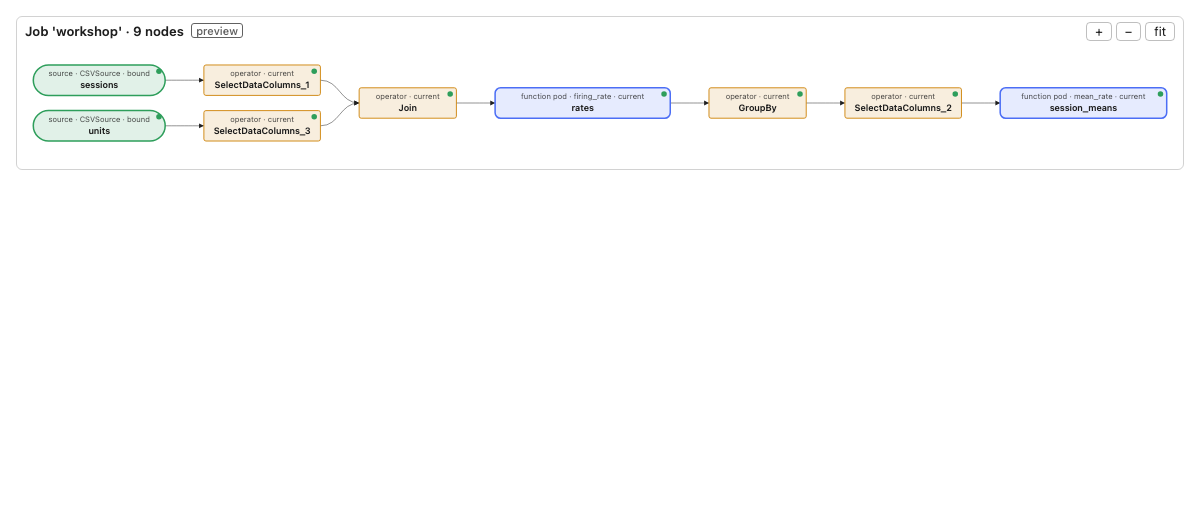 Job 'workshop' · 9 nodes preview + − fit
source · CSVSource · bound
sessions
operator · current
SelectDataColumns_1
source · CSVSource · bound
units
operator · current
SelectDataColumns_3
operator · current
Join
function pod · firing_rate · current
rates
operator · current
GroupBy
operator · current
SelectDataColumns_2
function pod · mean_rate · current
session_means